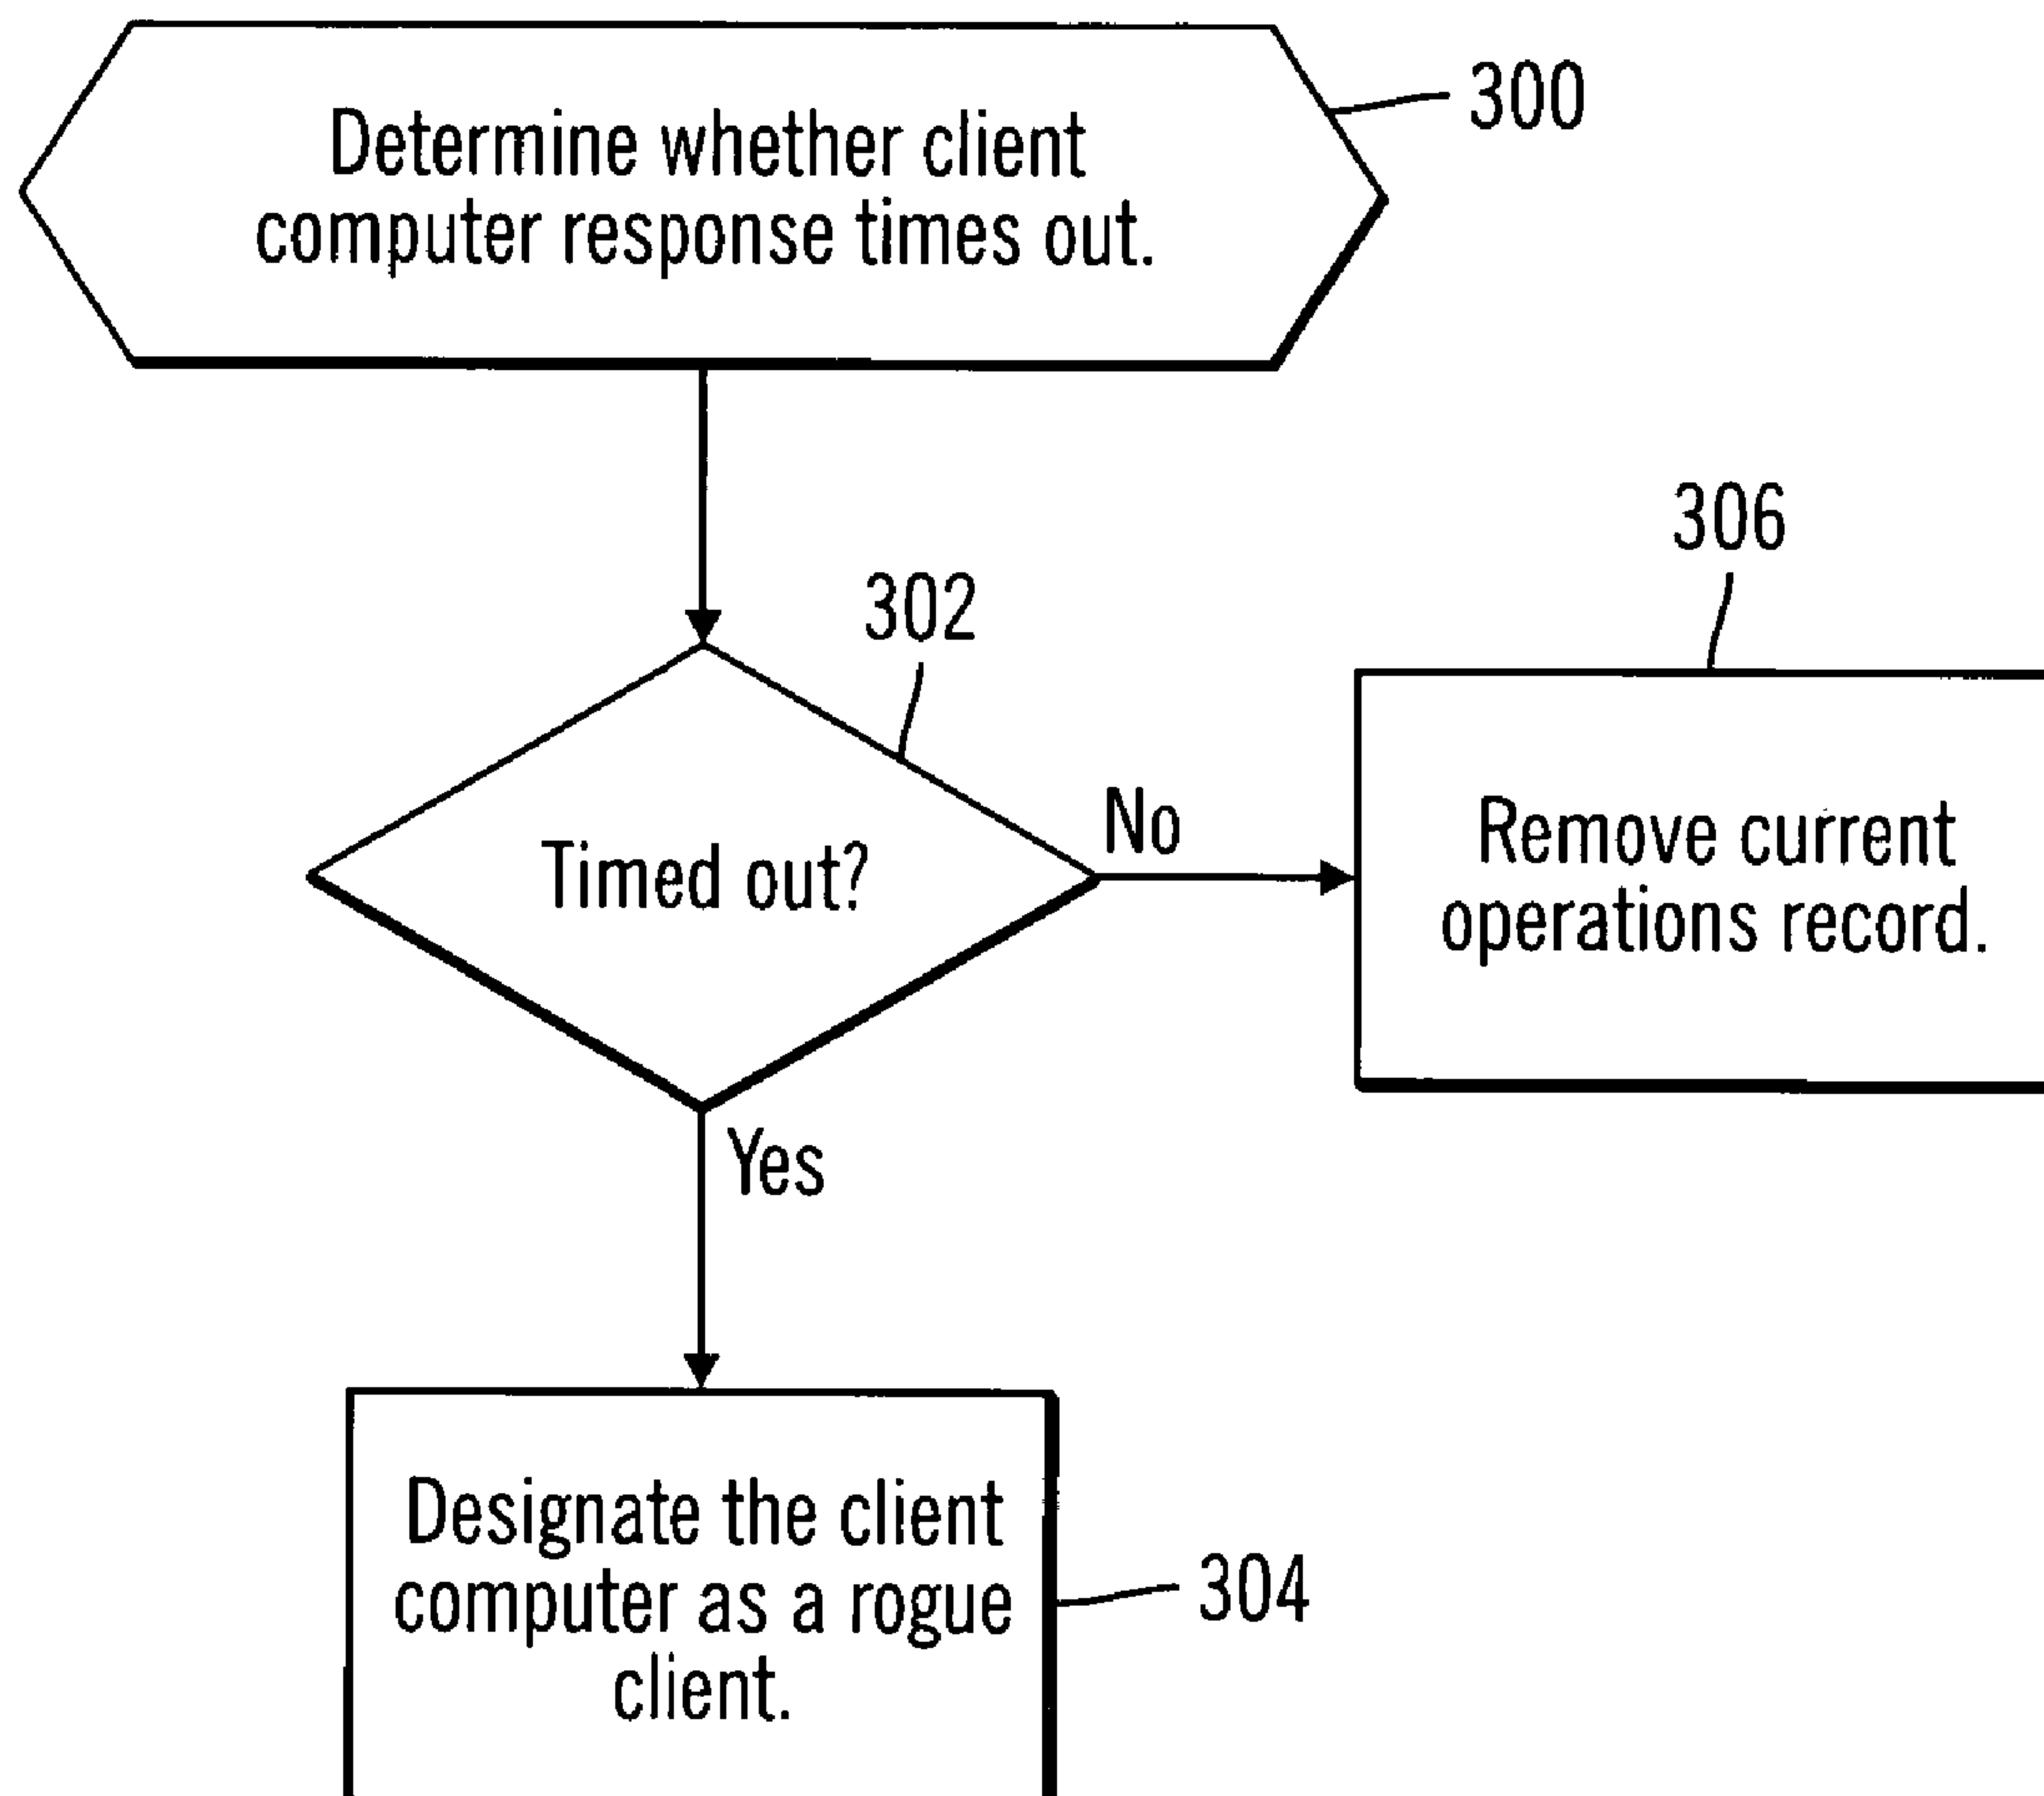 Determine whether client
computer response times out.
300
302
306
Timed out?
No
Remove current
operations record.
Yes
Designate the client
computer as a rogue
client.
304